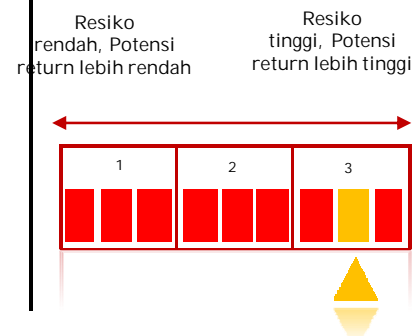 Resiko
rendah, Potensi
return lebih rendah
Resiko
tinggi, Potensi
return lebih tinggi
1
2
3